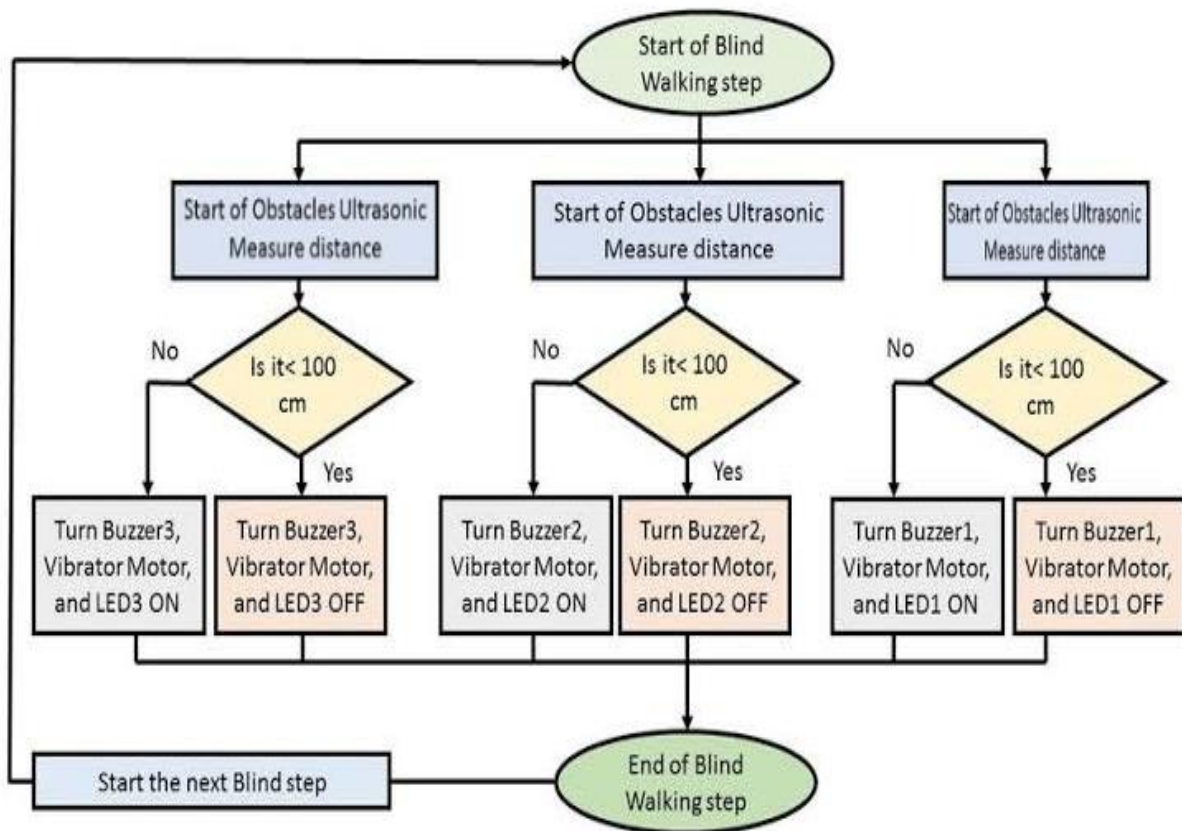 Start of Blind
Walking step
Start of Obstacles Ultrasonic
Measure distance
Start of Obstacles Ultrasonic
Measure distance
Start of Obstacles Ultrasonic
Measure distance
No
Is it< 100
cm
Yes
No
Is it< 100
cm
Yes
No
Is it< 100
cm
Yes
Turn Buzzer3,
Vibrator Motor,
and LED3 ON
Turn Buzzer3,
Vibrator Motor,
and LED3 OFF
Turn Buzzer2,
Vibrator Motor,
and LED2 ON
Turn Buzzer2,
Vibrator Motor,
and LED2 OFF
Turn Buzzer1,
Vibrator Motor,
and LED1 ON
Turn Buzzer1,
Vibrator Motor,
and LED1 OFF
Start the next Blind step
End of Blind
Walking step